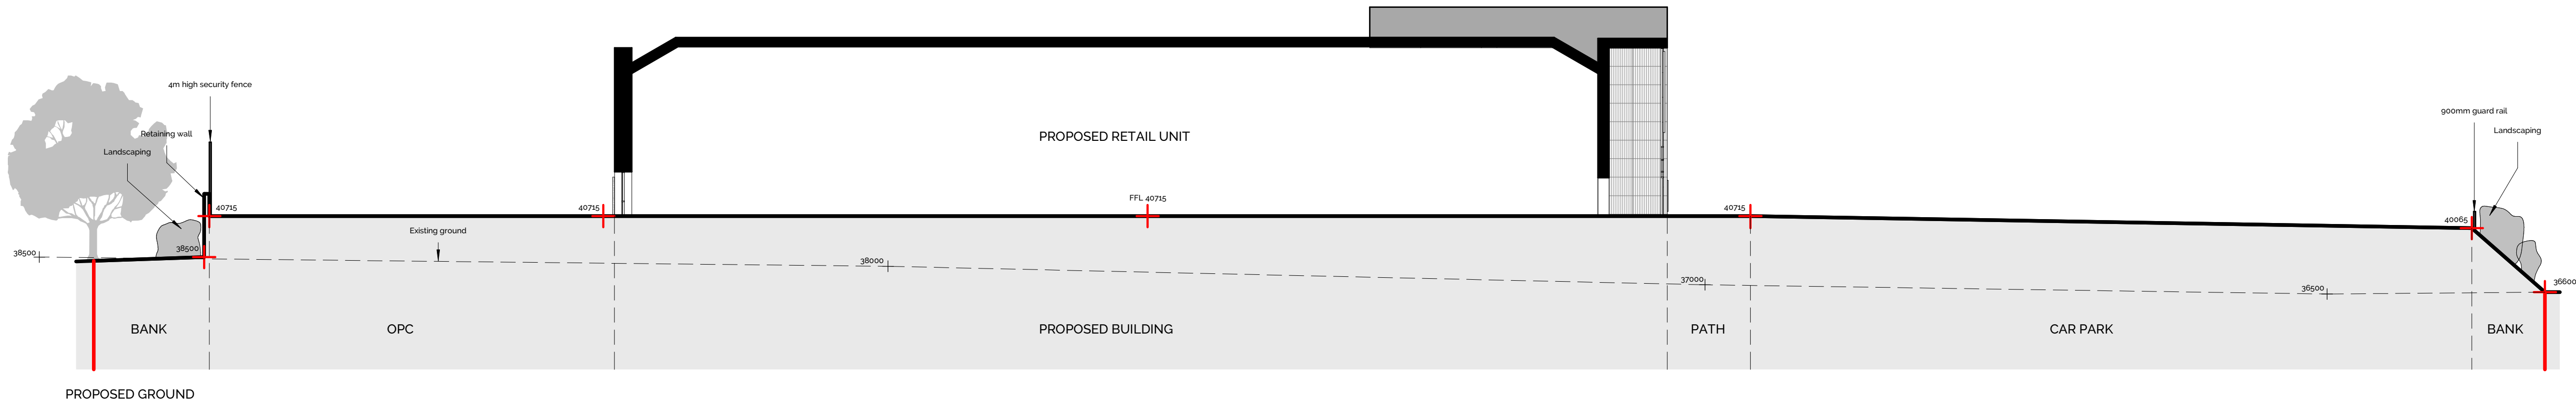 4m high security fence
900mm guard rail
Retaining wall
Landscaping
Landscaping
PROPOSED RETAIL UNIT
FFL 40715
40715
40715
40715
40065
Existing ground
38500
38500
38000
37000
36500
36600
BANK
OPC
PROPOSED BUILDING
PATH
CAR PARK
BANK
PROPOSED GROUND